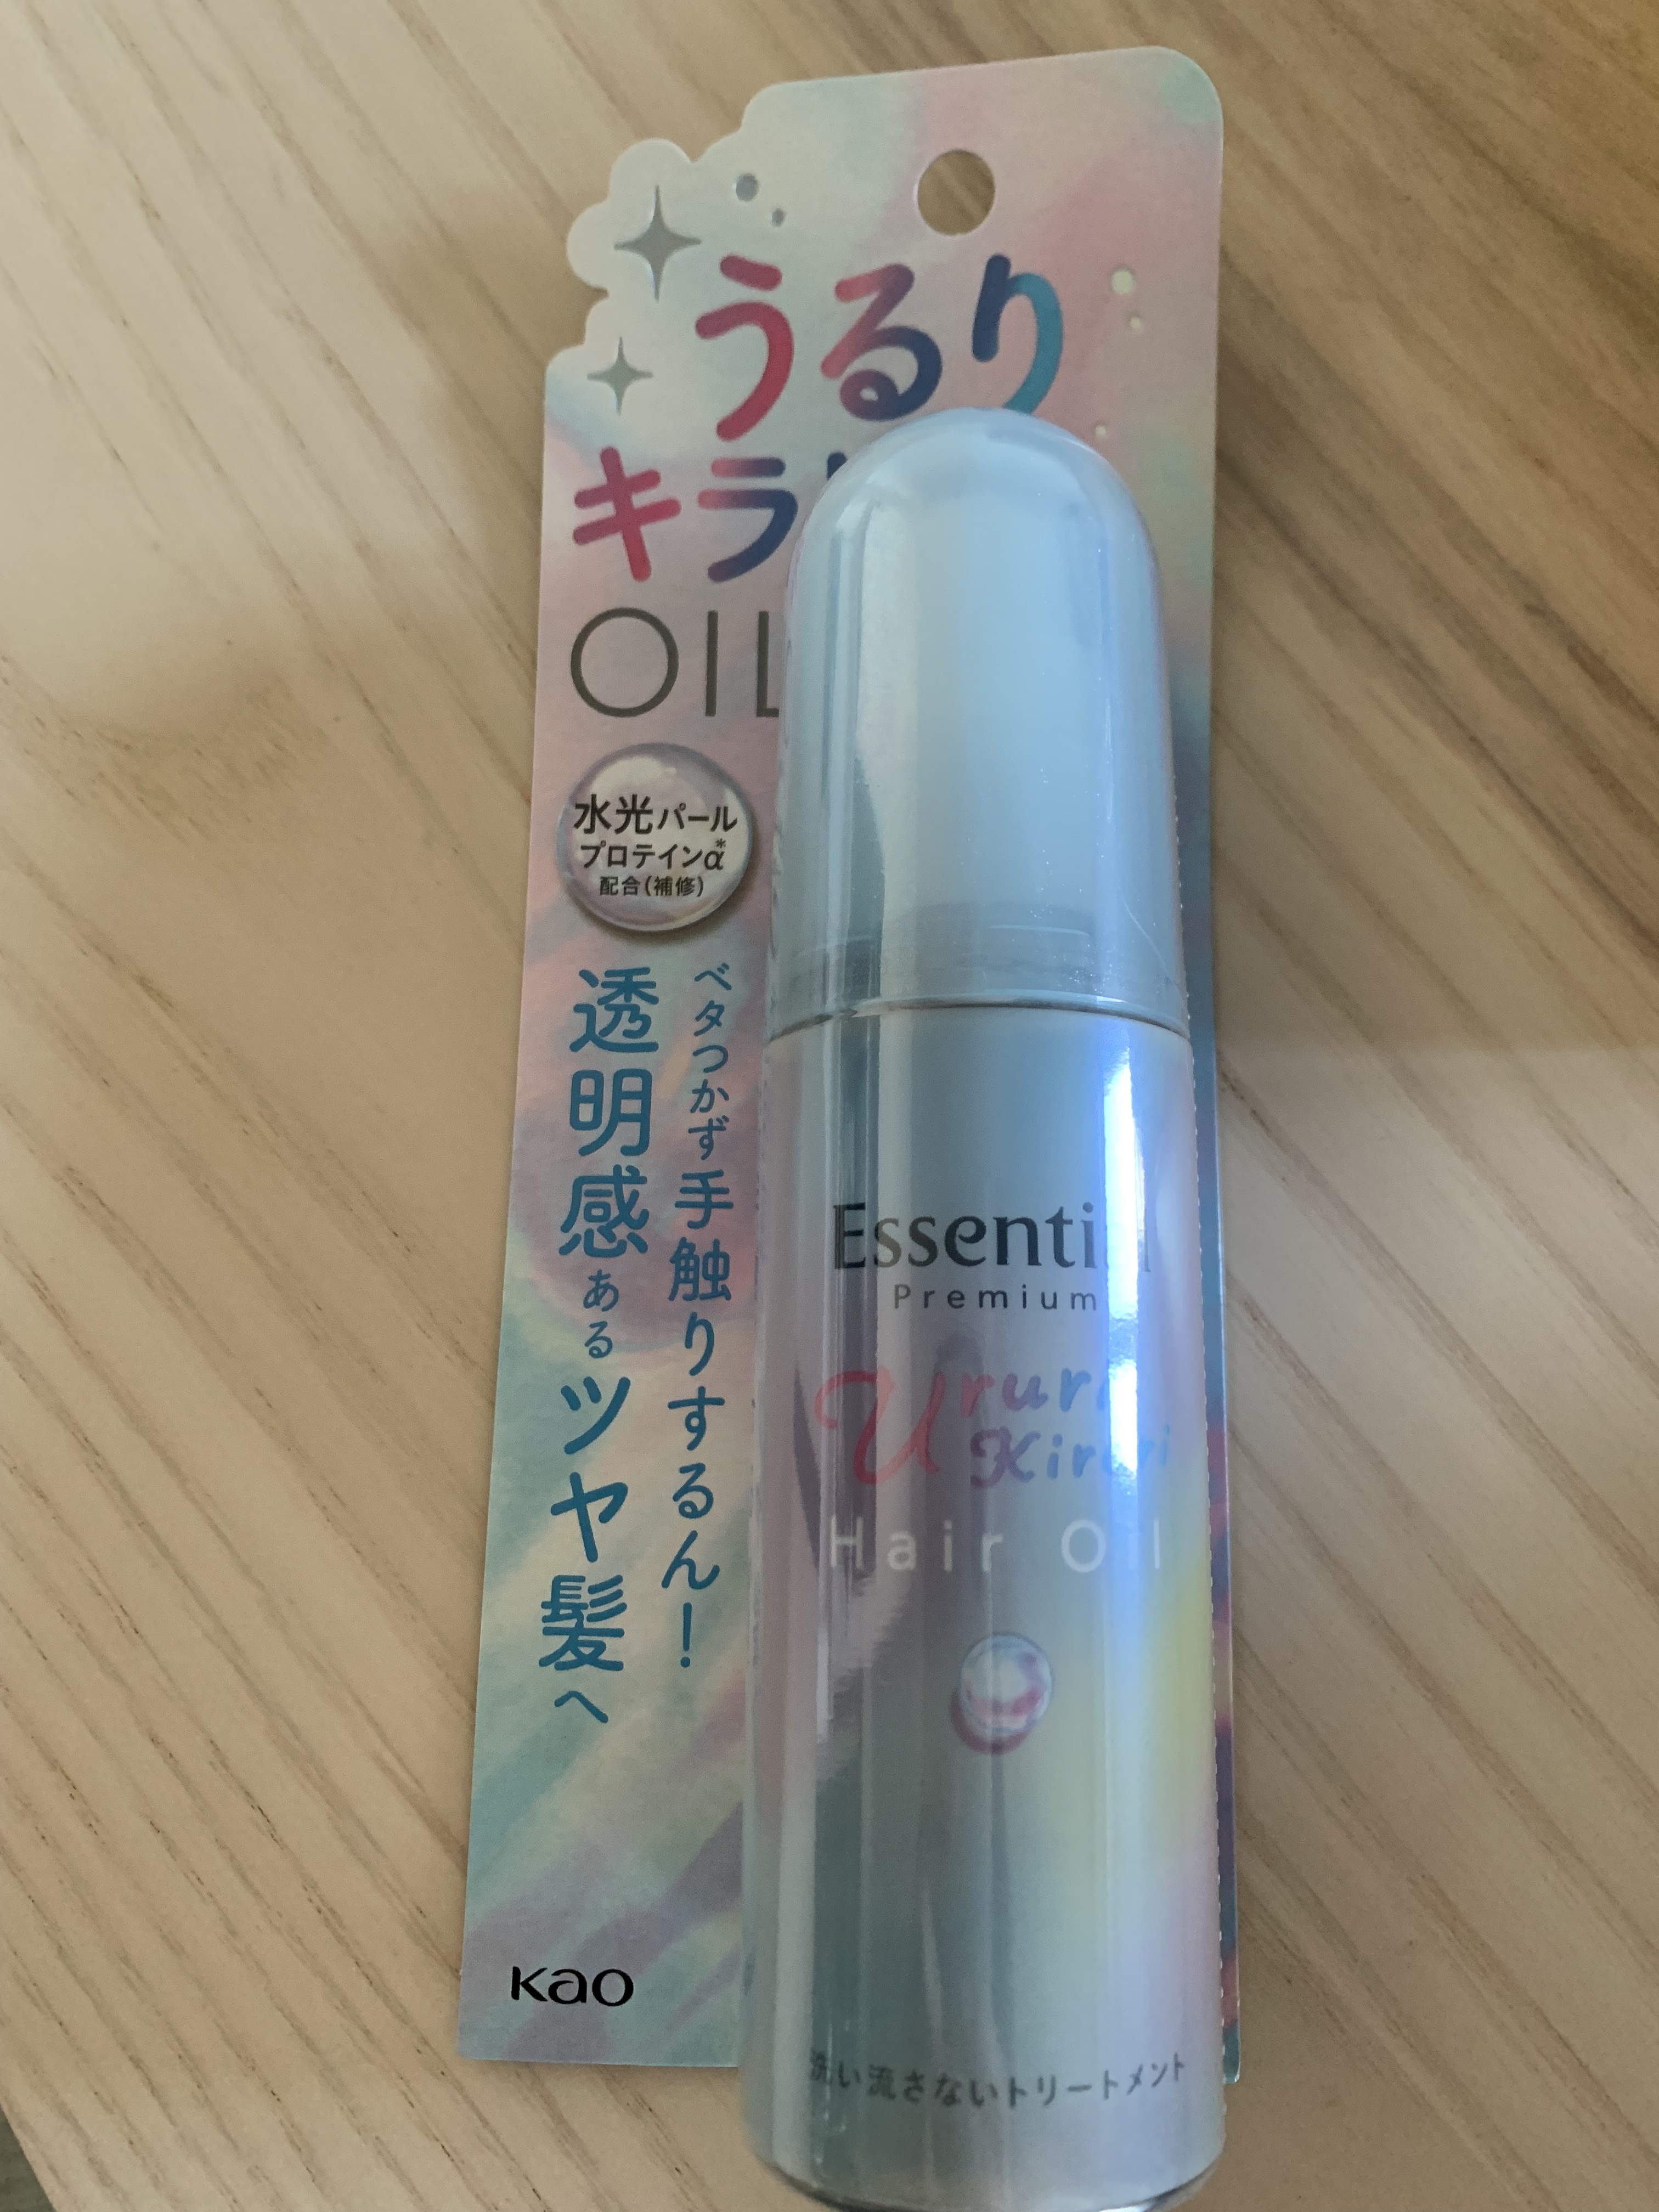 うるり
キラ
OIL
水光パール
プロテインα*
配合(補修)
ベタつかず手触りするん!
透明感あるツヤ髪へ
Essential
Premium
Ururi
Kirari
Hair Oil
kao
洗い流さないトリートメント